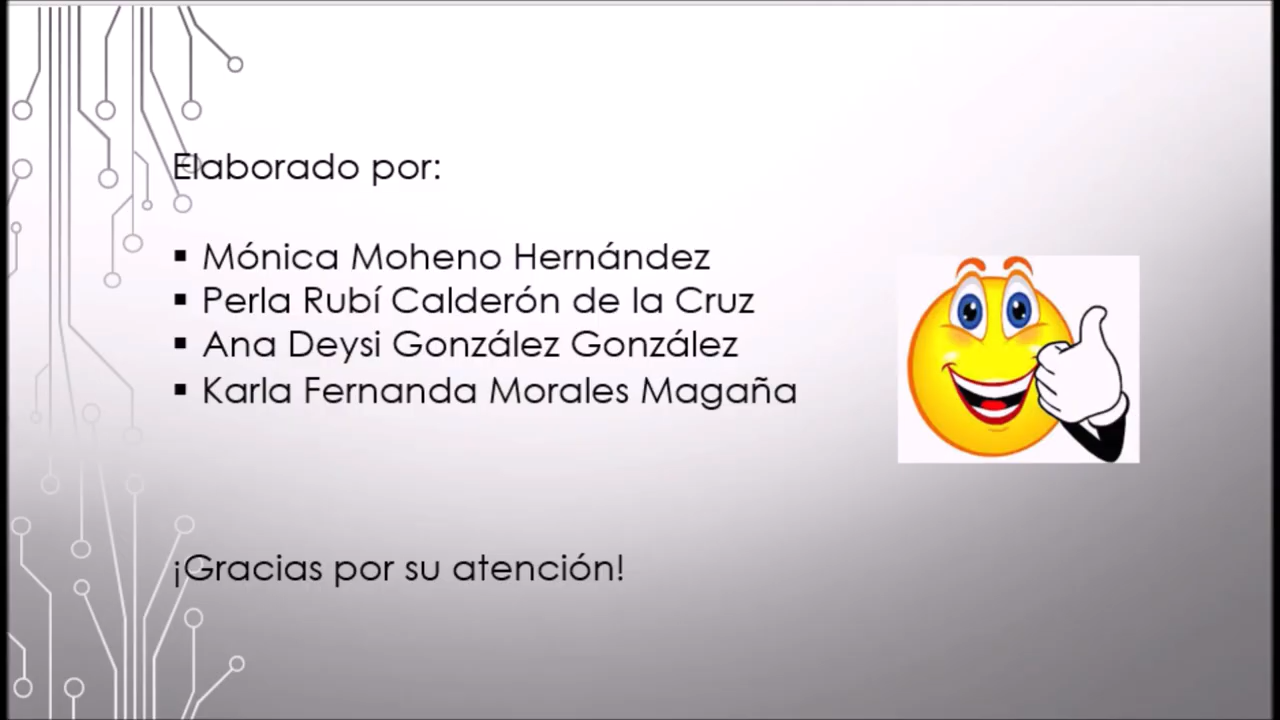 Elaborado por:
▪ Mónica Moheno Hernández
▪ Perla Rubí Calderón de la Cruz
▪ Ana Deysi González González
▪ Karla Fernanda Morales Magaña
¡Gracias por su atención!